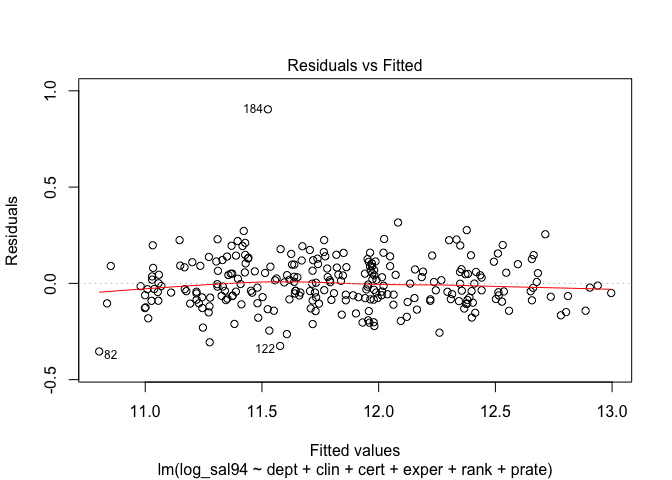 Residuals vs Fitted
Residuals
1.0
0.5
0.0
-0.5
184
82
122
11.0 11.5 12.0 12.5 13.0
Fitted values
lm(log_sal94 ~ dept + clin + cert + exper + rank + prate)